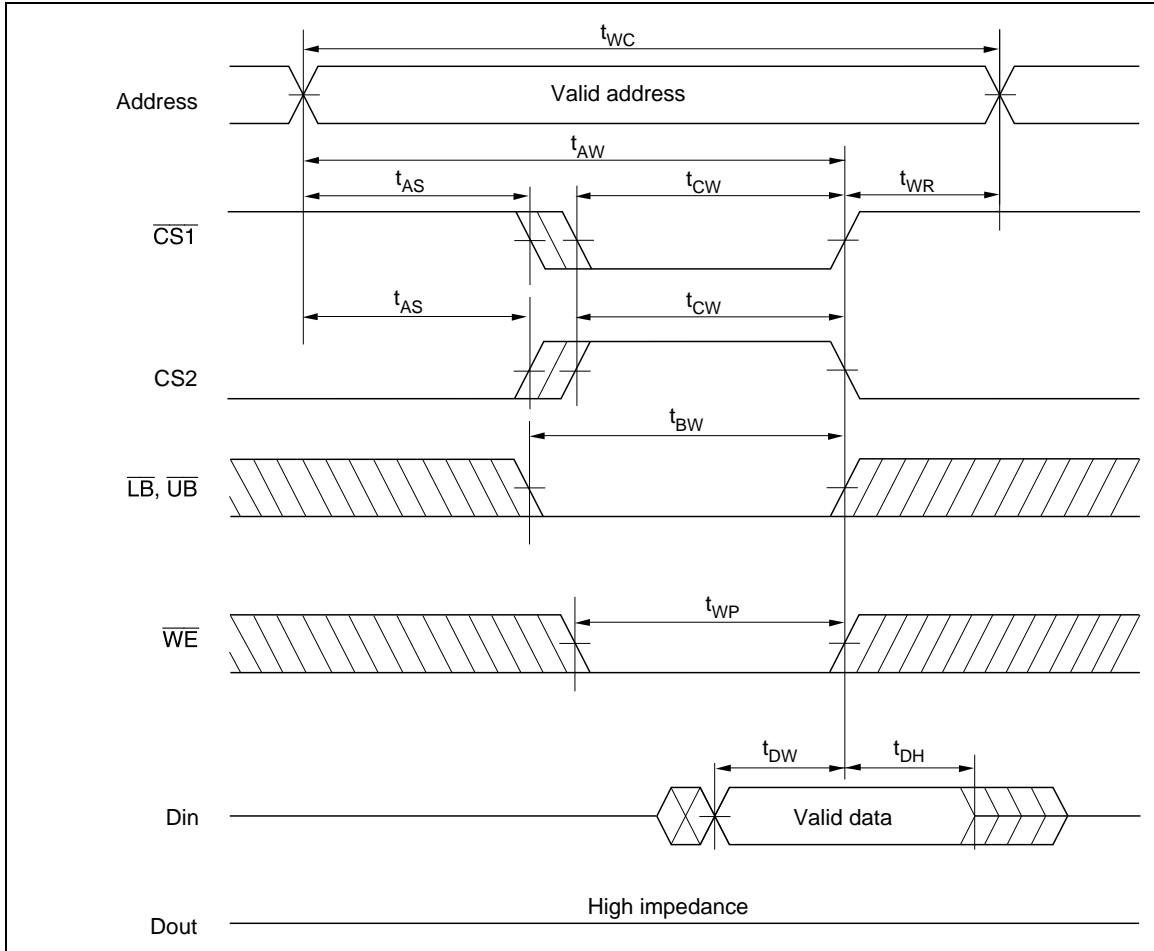 tWC
Address
Valid address
tAW
tAS
tCW
tWR
CS1
tAS
tCW
CS2
tBW
LB, UB
tWP
WE
tDW
tDH
Din
Valid data
High impedance
Dout